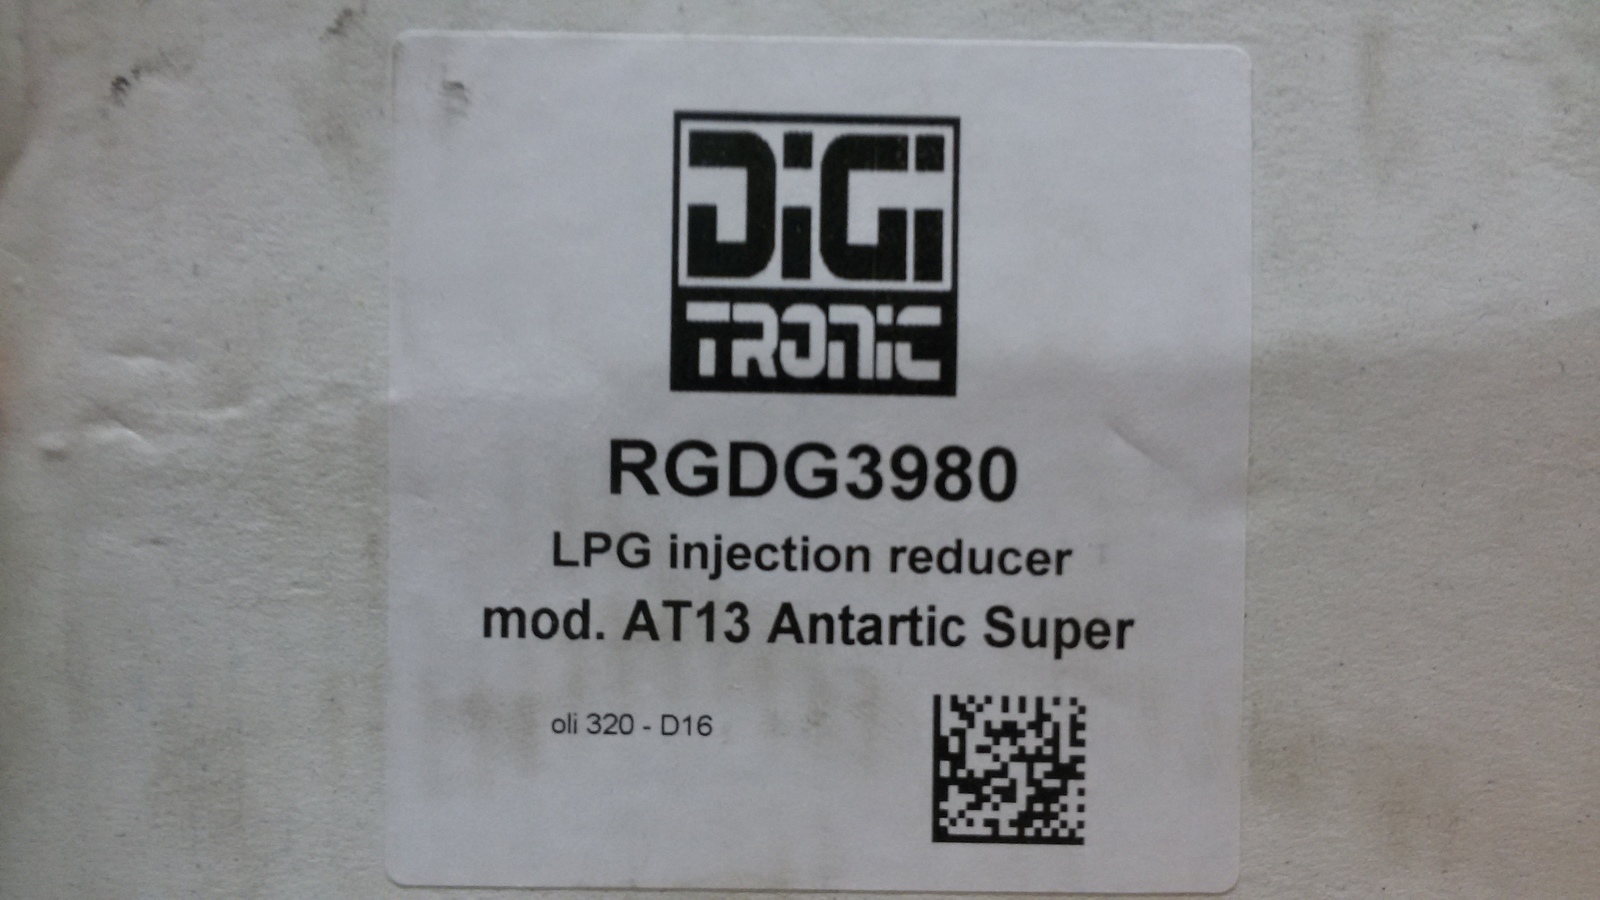 DiGi
TRONiC
RGDG3980
LPG injection reducer
mod. AT13 Antartic Super
oli 320 - D16